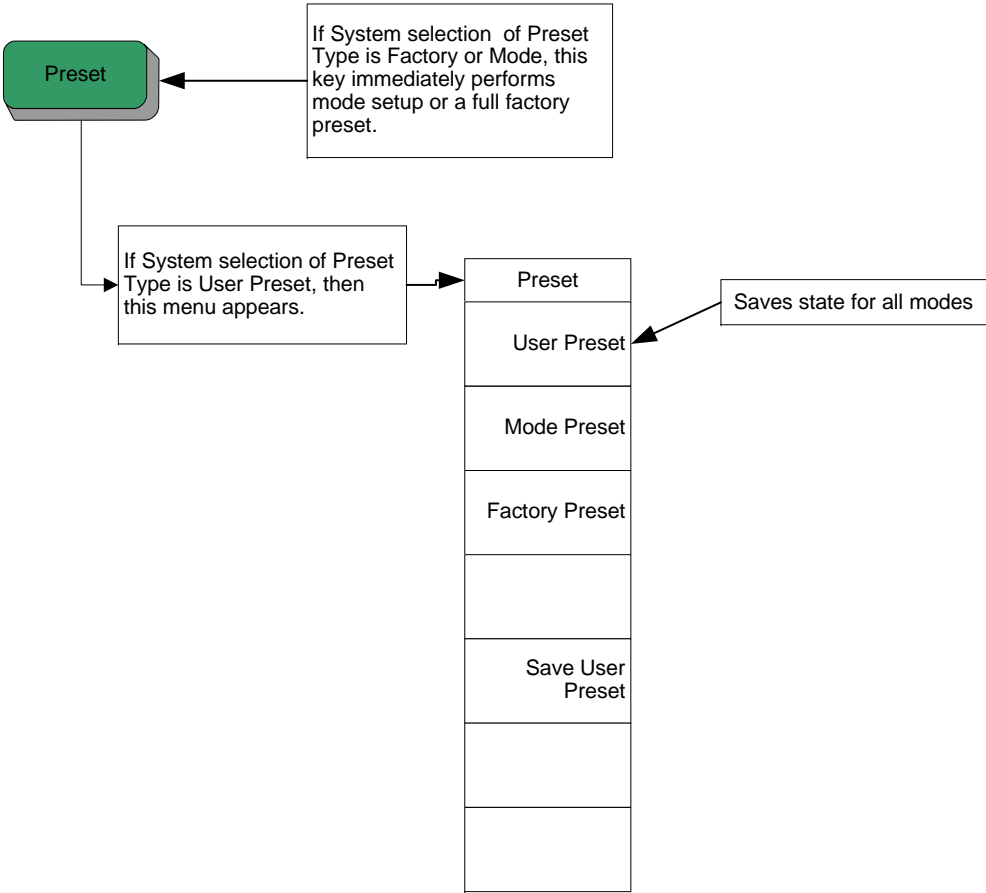 Preset
If System selection of Preset
Type is Factory or Mode, this
key immediately performs
mode setup or a full factory
preset.
If System selection of Preset
Type is User Preset, then
this menu appears.
Preset
User Preset
Mode Preset
Factory Preset
Save User
Preset
Saves state for all modes